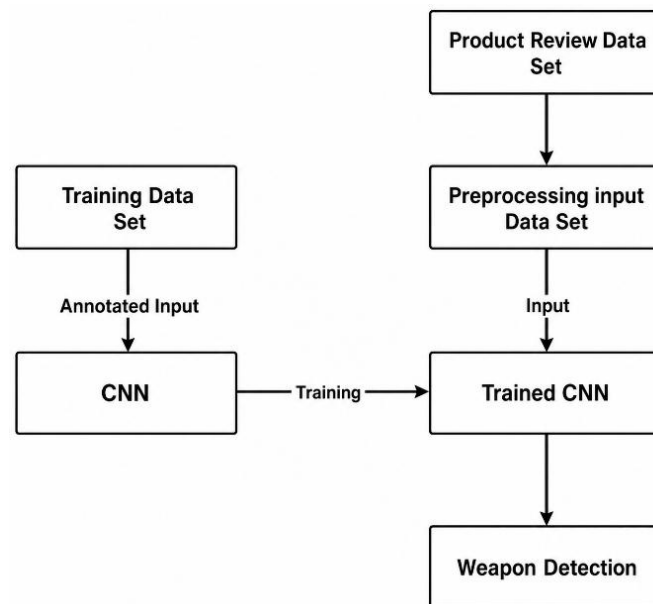 Product Review Data
Set
Training Data
Set
Preprocessing input
Data Set
Annotated Input
Input
CNN
Training
Trained CNN
Weapon Detection